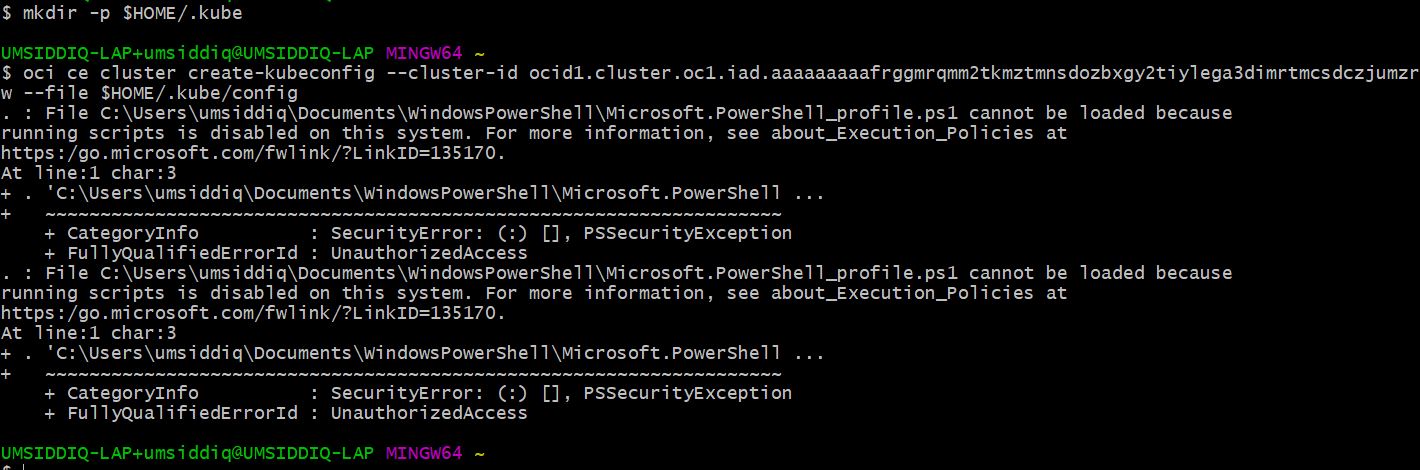 $ mkdir -p $HOME/.kube
UMSIDDIQ-LAP+umsiddiq@UMSIDDIQ-LAP MINGW64 ~
$ oci ce cluster create-kubeconfig --cluster-id ocid1.cluster.oc1.iad.aaaaaaaaafrggmrqmm2tkmztmnsdozbxgy2tiylega3dimrtmcsdczjumzr
w --file $HOME/.kube/config
. : File C:\Users\umsiddiq\Documents\WindowsPowerShell\Microsoft.PowerShell_profile.ps1 cannot be loaded because
running scripts is disabled on this system. For more information, see about_Execution_Policies at
https:/go.microsoft.com/fwlink/?LinkID=135170.
At line:1 char:3
+ . 'C:\Users\umsiddiq\Documents\WindowsPowerShell\Microsoft.PowerShell ...
+   ~~~~~~~~~~~~~~~~~~~~~~~~~~~~~~~~~~~~~~~~~~~~~~~~~~~~~~~~~~~~~~~~~~~
    + CategoryInfo          : SecurityError: (:) [], PSSecurityException
    + FullyQualifiedErrorId : UnauthorizedAccess
. : File C:\Users\umsiddiq\Documents\WindowsPowerShell\Microsoft.PowerShell_profile.ps1 cannot be loaded because
running scripts is disabled on this system. For more information, see about_Execution_Policies at
https:/go.microsoft.com/fwlink/?LinkID=135170.
At line:1 char:3
+ . 'C:\Users\umsiddiq\Documents\WindowsPowerShell\Microsoft.PowerShell ...
+   ~~~~~~~~~~~~~~~~~~~~~~~~~~~~~~~~~~~~~~~~~~~~~~~~~~~~~~~~~~~~~~~~~~~
    + CategoryInfo          : SecurityError: (:) [], PSSecurityException
    + FullyQualifiedErrorId : UnauthorizedAccess
UMSIDDIQ-LAP+umsiddiq@UMSIDDIQ-LAP MINGW64 ~
$